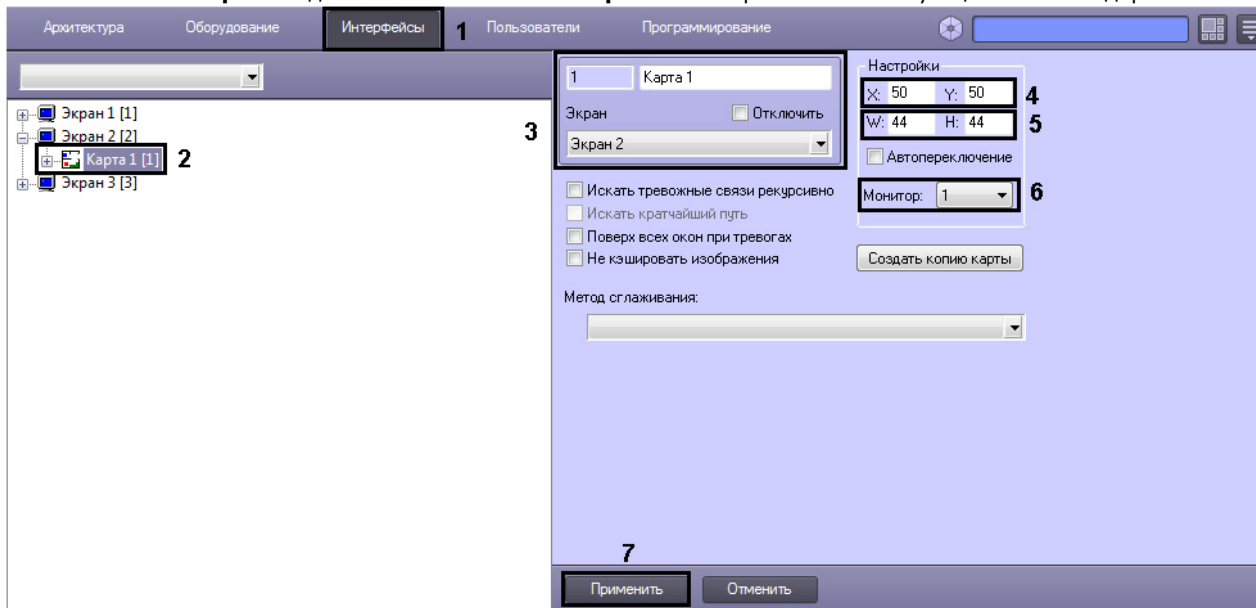 Архитектура Оборудование Интерфейсы 1 Пользователи Программирование
Экран 1 [1]
Экран 2 [2]
Карта 1 [1] 2
Экран 3 [3]
3
1 Карта 1
Экран Отключить
Экран 2
Искать тревожные связи рекурсивно
Искать кратчайший путь
Поверх всех окон при тревогах
Не кэшировать изображения
Метод сглаживания:
Настройки
X: 50 Y: 50 4
W: 44 H: 44 5
Автопереключение
Монитор: 1 6
Создать копию карты
7
Применить Отменить